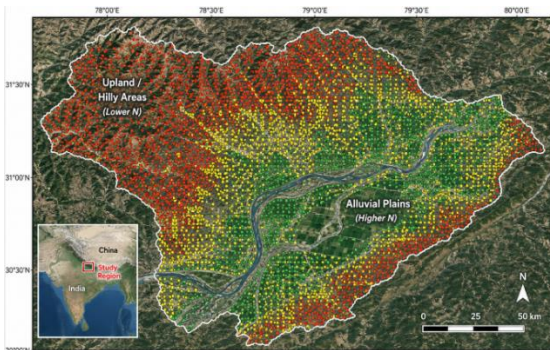 78°00'E 78°30'E 79°00'E 79°30'E 80°00'E
31°30'N
31°00'N
30°30'N
Upland /
Hilly Areas
(Lower N)
Alluvial Plains
(Higher N)
China
Study
Region
India
N
0 25 50 km